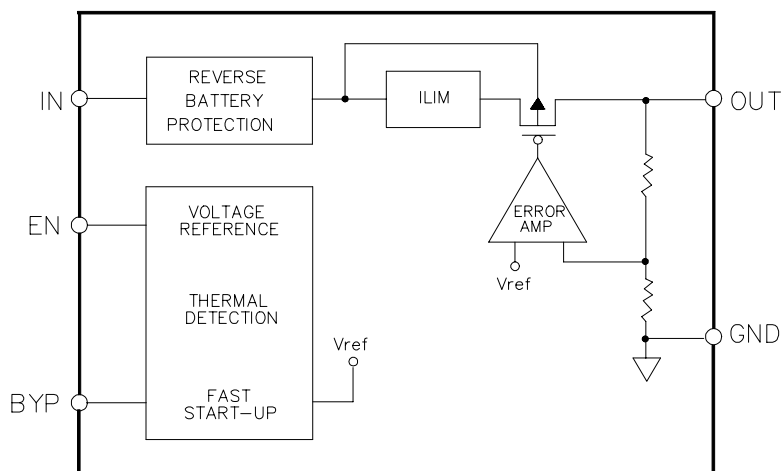 REVERSE
BATTERY
PROTECTION
IN
ILIM
OUT
ERROR
AMP
Vref
EN
VOLTAGE
REFERENCE
THERMAL
DETECTION
Vref
GND
BYP
FAST
START-UP